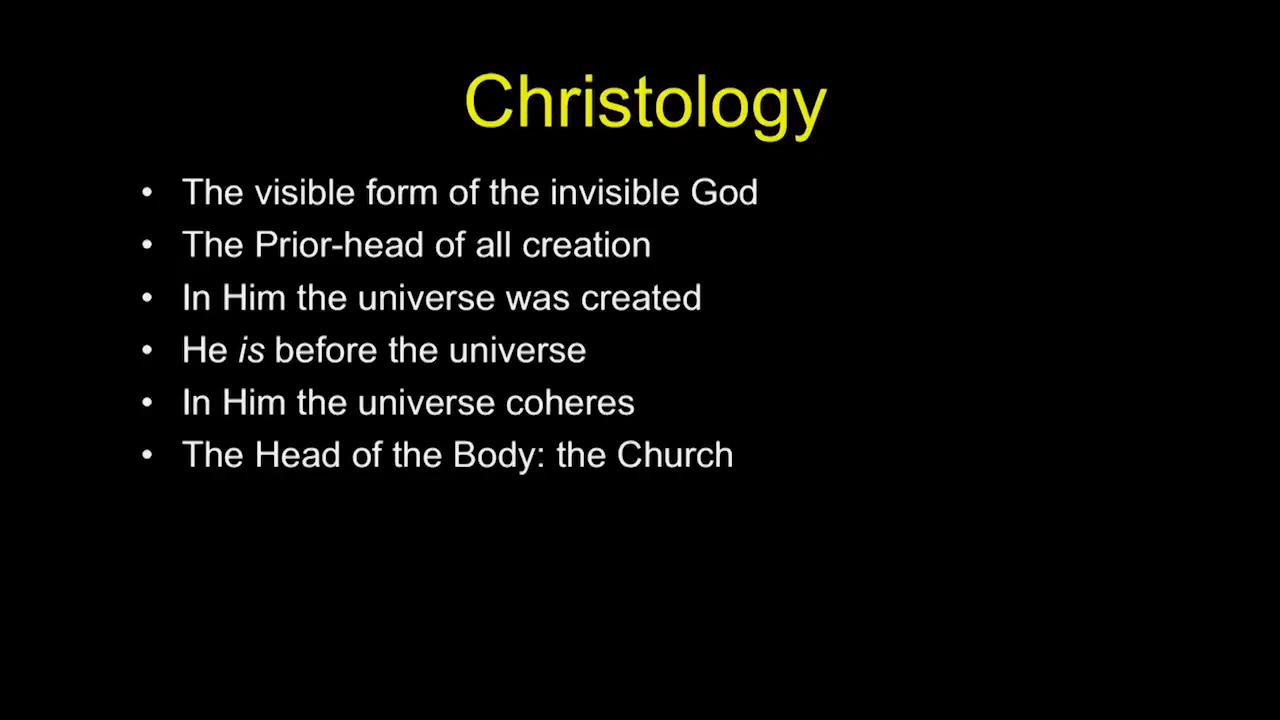 Christology
• The visible form of the invisible God
• The Prior-head of all creation
• In Him the universe was created
• He is before the universe
• In Him the universe coheres
• The Head of the Body: the Church